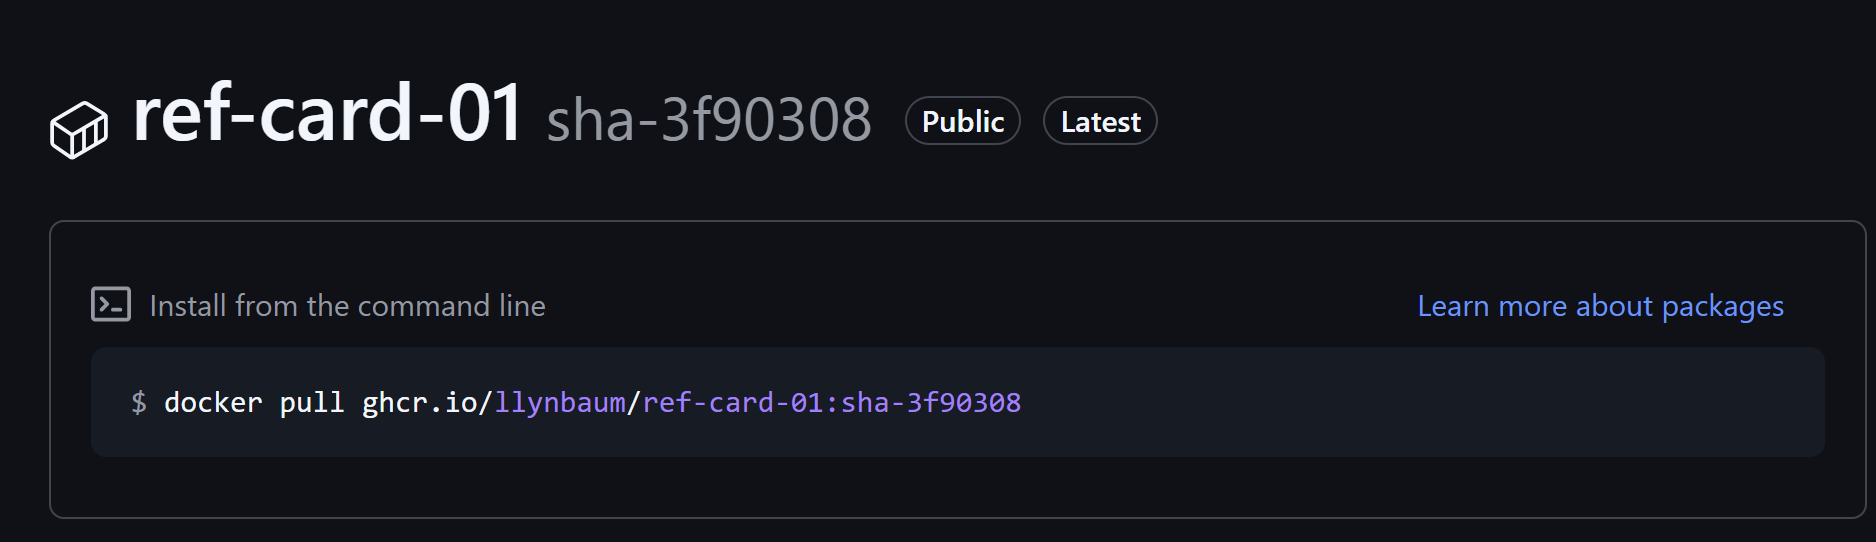 ref-card-01 sha-3f90308 Public Latest
Install from the command line Learn more about packages
$ docker pull ghcr.io/llynbaum/ref-card-01:sha-3f90308